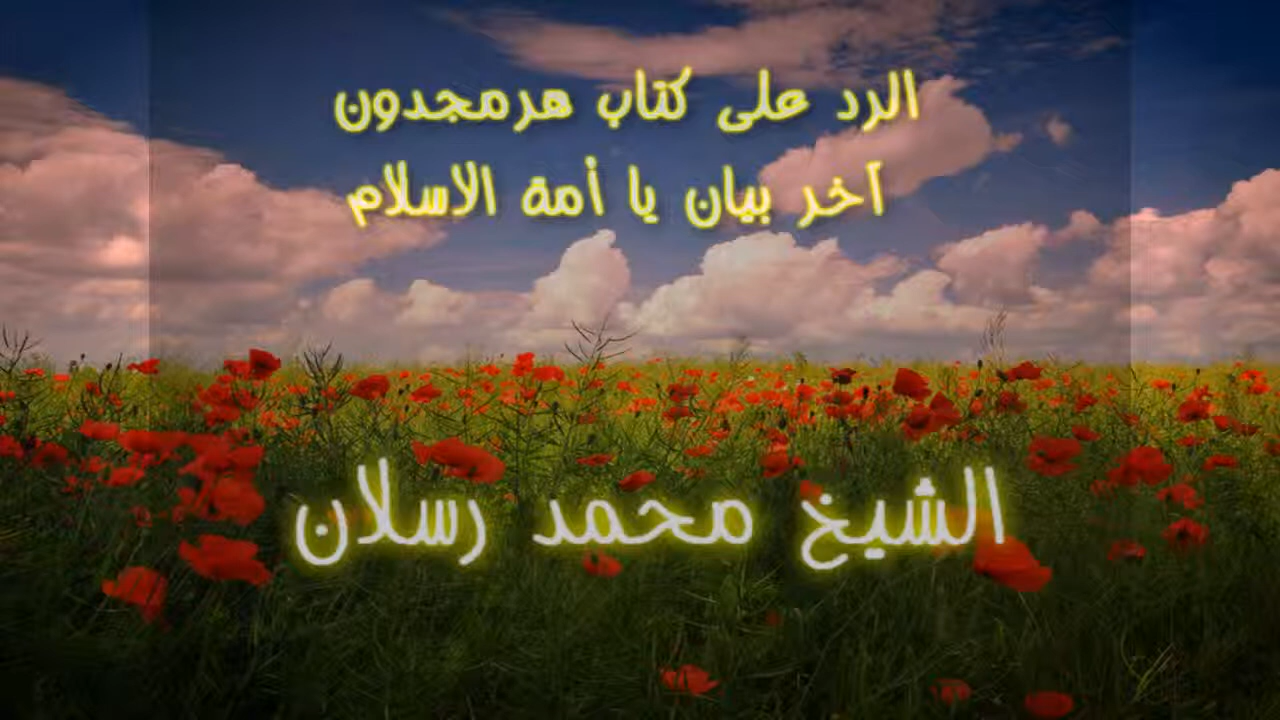 الرد على كتاب هرمجدون
آخر بيان يا أمة الاسلام
الشيخ محمد رسلان